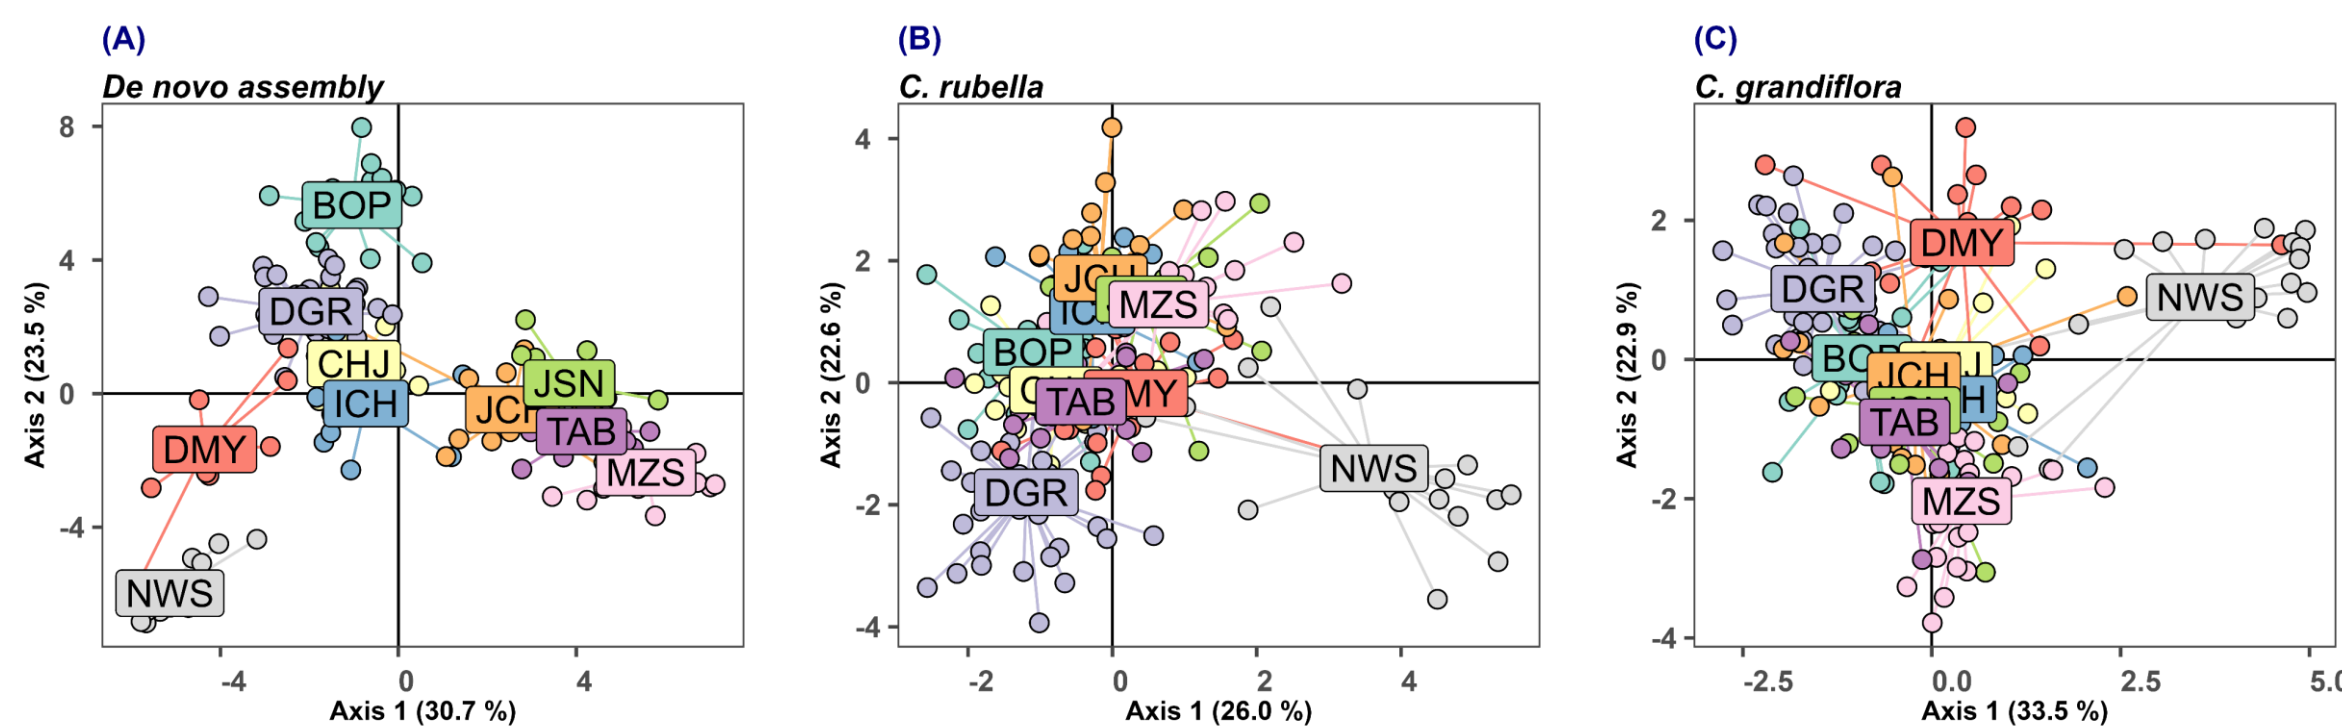 (A)
De novo assembly
8
4
0
-4
Axis 2 (23.5 %)
BOP
DGR
CHJ
ICH
JSN
JCH
TAB
DMY
MZS
NWS
-4 0 4
Axis 1 (30.7 %)
(B)
C. rubella
4
2
0
-2
-4
Axis 2 (22.6 %)
JCH
MZS
BOP
TAB
NWS
DGR
-2 0 2 4
Axis 1 (26.0 %)
(C)
C. grandiflora
2
0
-2
-4
Axis 2 (22.9 %)
DMY
DGR
NWS
JCH
TAB
MZS
-2.5 0.0 2.5
Axis 1 (33.5 %)